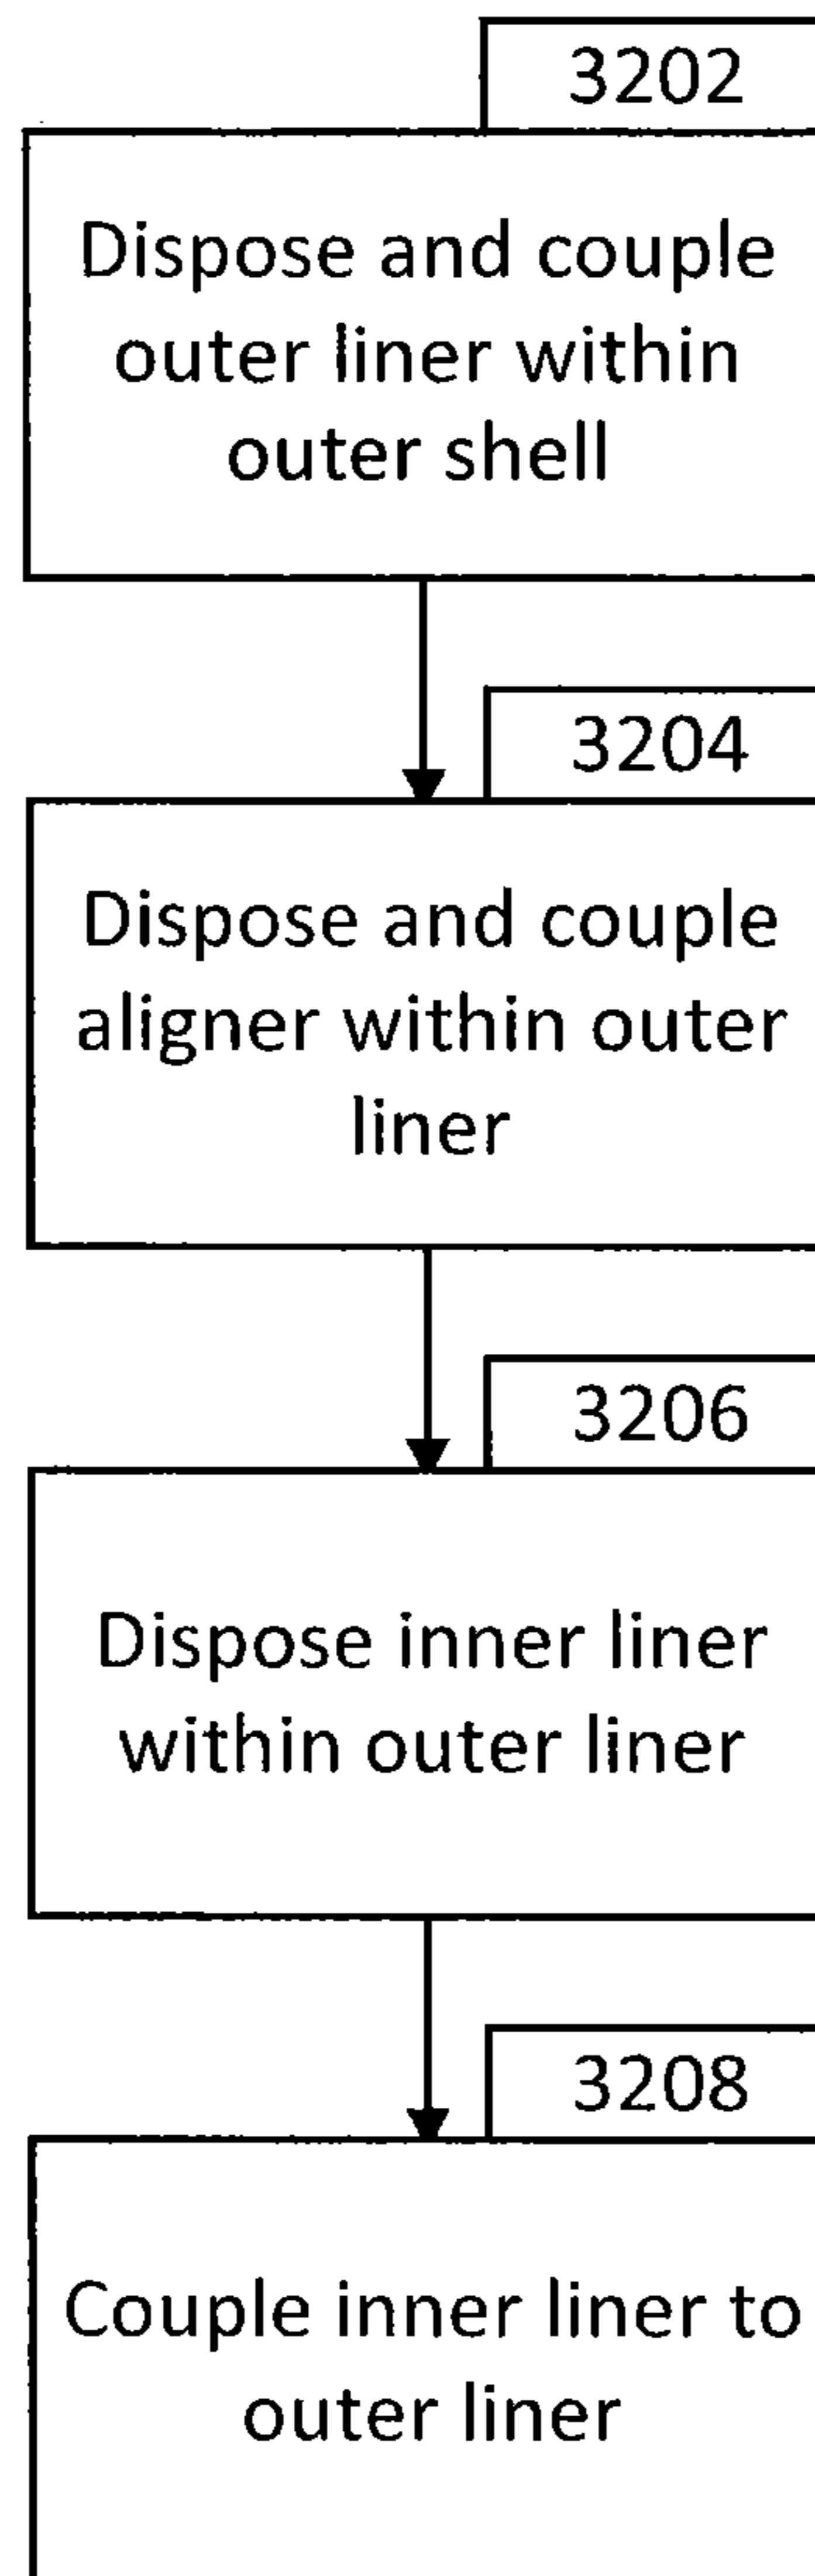 3202
Dispose and couple
outer liner within
outer shell
3204
Dispose and couple
aligner within outer
liner
3206
Dispose inner liner
within outer liner
3208
Couple inner liner to
outer liner